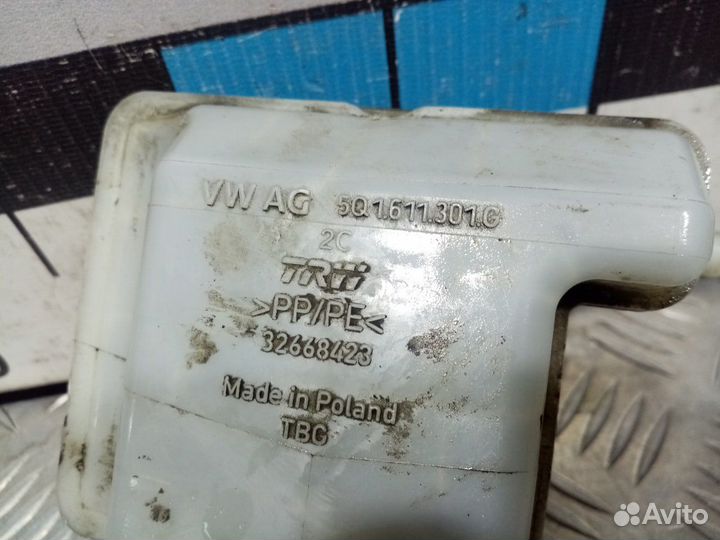 VW AG 5Q1.611.301.G
2C
TRW
>PP/PE<
32668423
Made in Poland
TBG
Avito